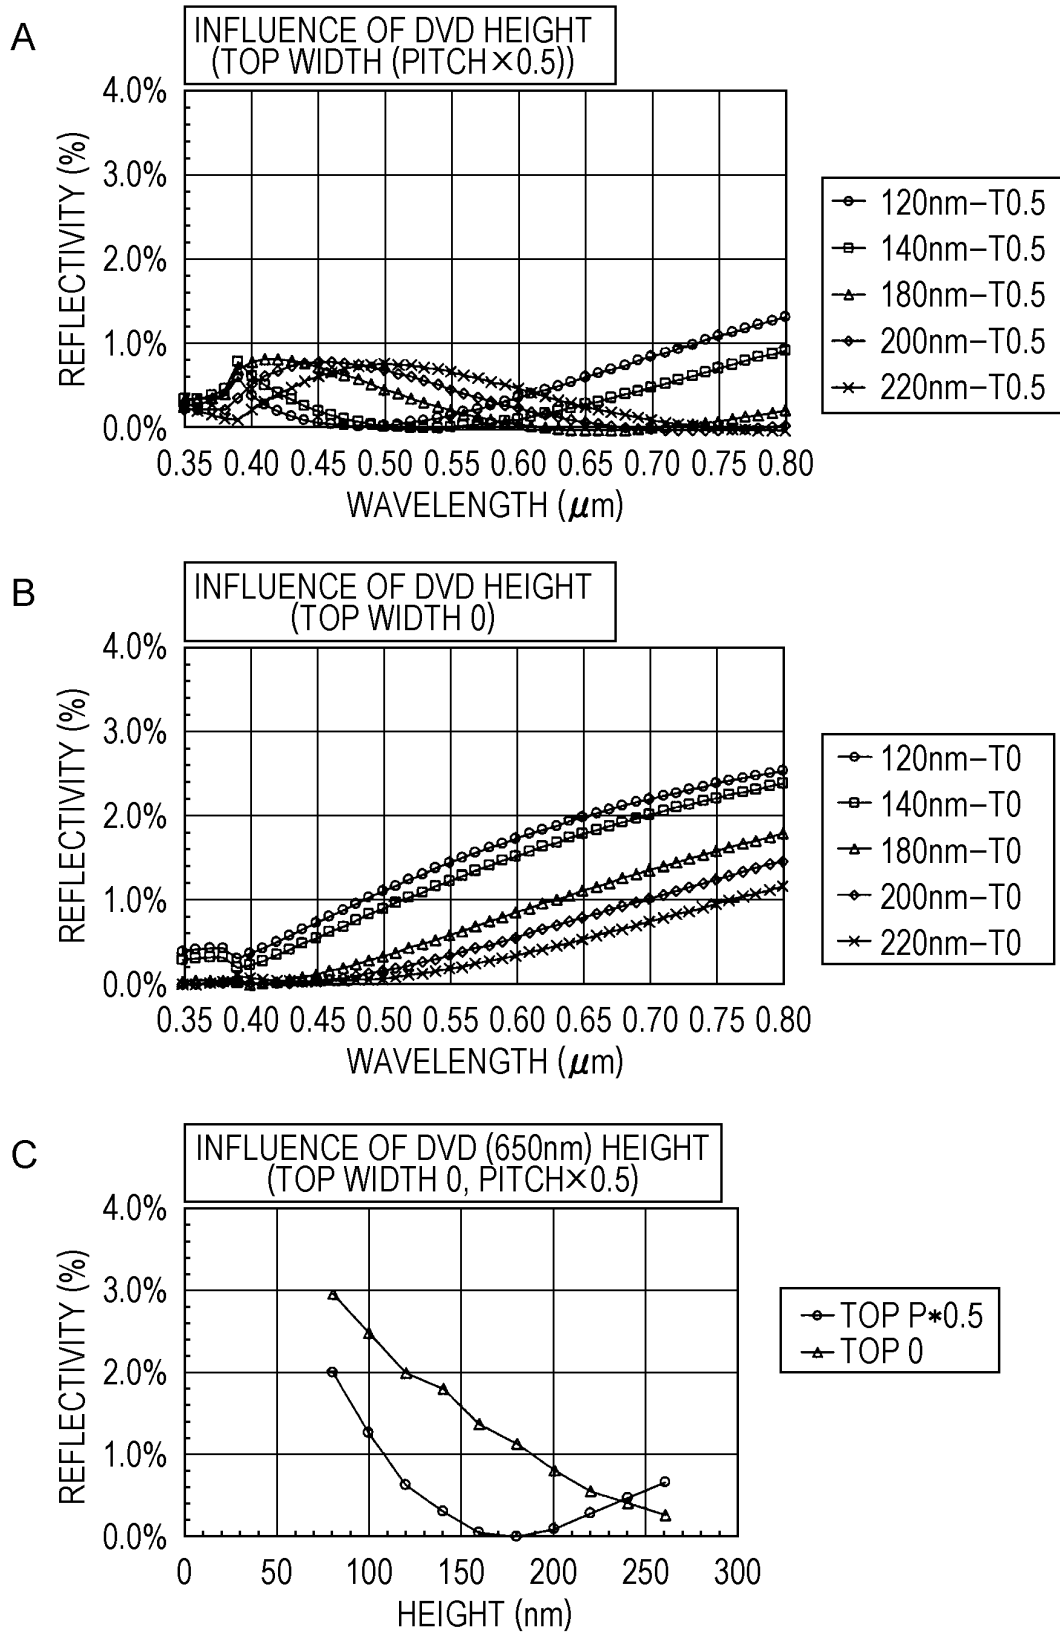 A
INFLUENCE OF DVD HEIGHT
(TOP WIDTH (PITCH×0.5))
4.0%
3.0%
2.0%
1.0%
0.0%
REFLECTIVITY (%)
0.35 0.40 0.45 0.50 0.55 0.60 0.65 0.70 0.75 0.80
WAVELENGTH (μm)
120nm–T0.5
140nm–T0.5
180nm–T0.5
200nm–T0.5
220nm–T0.5
B
INFLUENCE OF DVD HEIGHT
(TOP WIDTH 0)
4.0%
3.0%
2.0%
1.0%
0.0%
REFLECTIVITY (%)
0.35 0.40 0.45 0.50 0.55 0.60 0.65 0.70 0.75 0.80
WAVELENGTH (μm)
120nm–T0
140nm–T0
180nm–T0
200nm–T0
220nm–T0
C
INFLUENCE OF DVD (650nm) HEIGHT
(TOP WIDTH 0, PITCH×0.5)
4.0%
3.0%
2.0%
1.0%
0.0%
REFLECTIVITY (%)
0 50 100 150 200 250 300
HEIGHT (nm)
TOP P*0.5
TOP 0